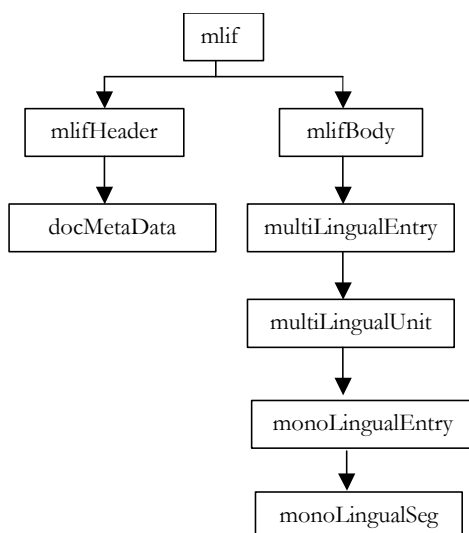 mlif
mlifHeader
mlifBody
docMetaData
multiLingualEntry
multiLingualUnit
monoLingualEntry
monoLingualSeg